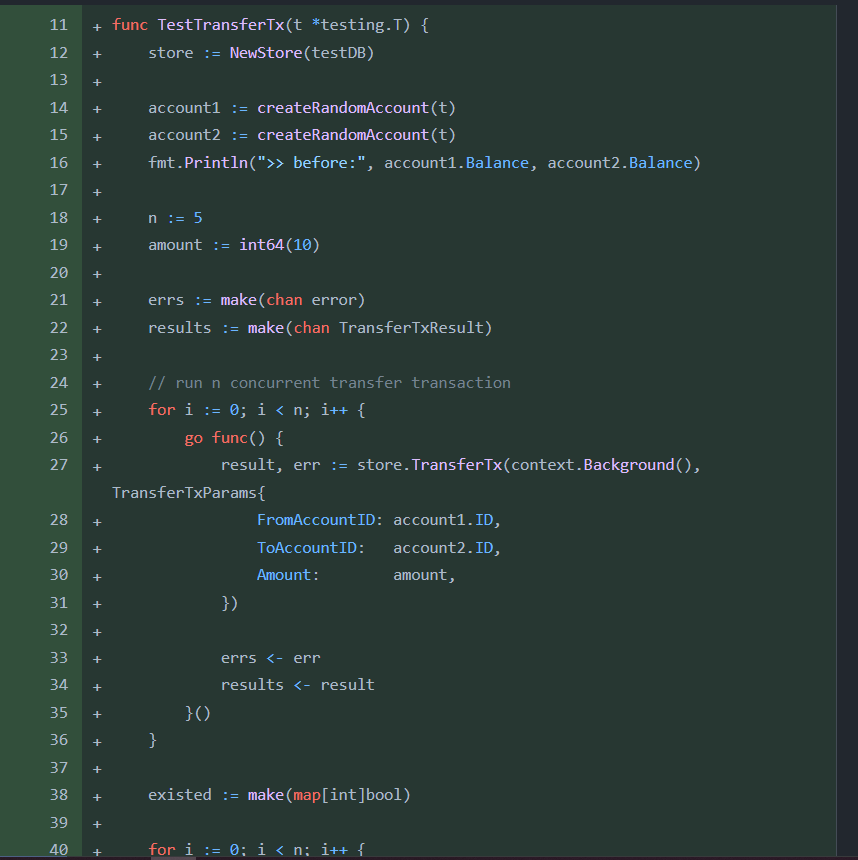 11 + func TestTransferTx(t *testing.T) {
12 +     store := NewStore(testDB)
13 +
14 +     account1 := createRandomAccount(t)
15 +     account2 := createRandomAccount(t)
16 +     fmt.Println(">> before:", account1.Balance, account2.Balance)
17 +
18 +     n := 5
19 +     amount := int64(10)
20 +
21 +     errs := make(chan error)
22 +     results := make(chan TransferTxResult)
23 +
24 +     // run n concurrent transfer transaction
25 +     for i := 0; i < n; i++ {
26 +         go func() {
27 +             result, err := store.TransferTx(context.Background(),
TransferTxParams{
28 +                 FromAccountID: account1.ID,
29 +                 ToAccountID:   account2.ID,
30 +                 Amount:        amount,
31 +             })
32 +
33 +             errs <- err
34 +             results <- result
35 +         }()
36 +     }
37 +
38 +     existed := make(map[int]bool)
39 +
40 +     for i := 0; i < n; i++ {